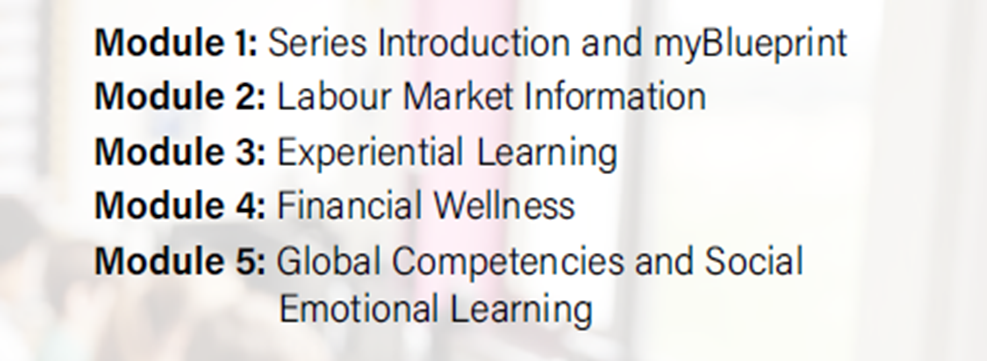 Module 1: Series Introduction and myBlueprint
Module 2: Labour Market Information
Module 3: Experiential Learning
Module 4: Financial Wellness
Module 5: Global Competencies and Social
Emotional Learning